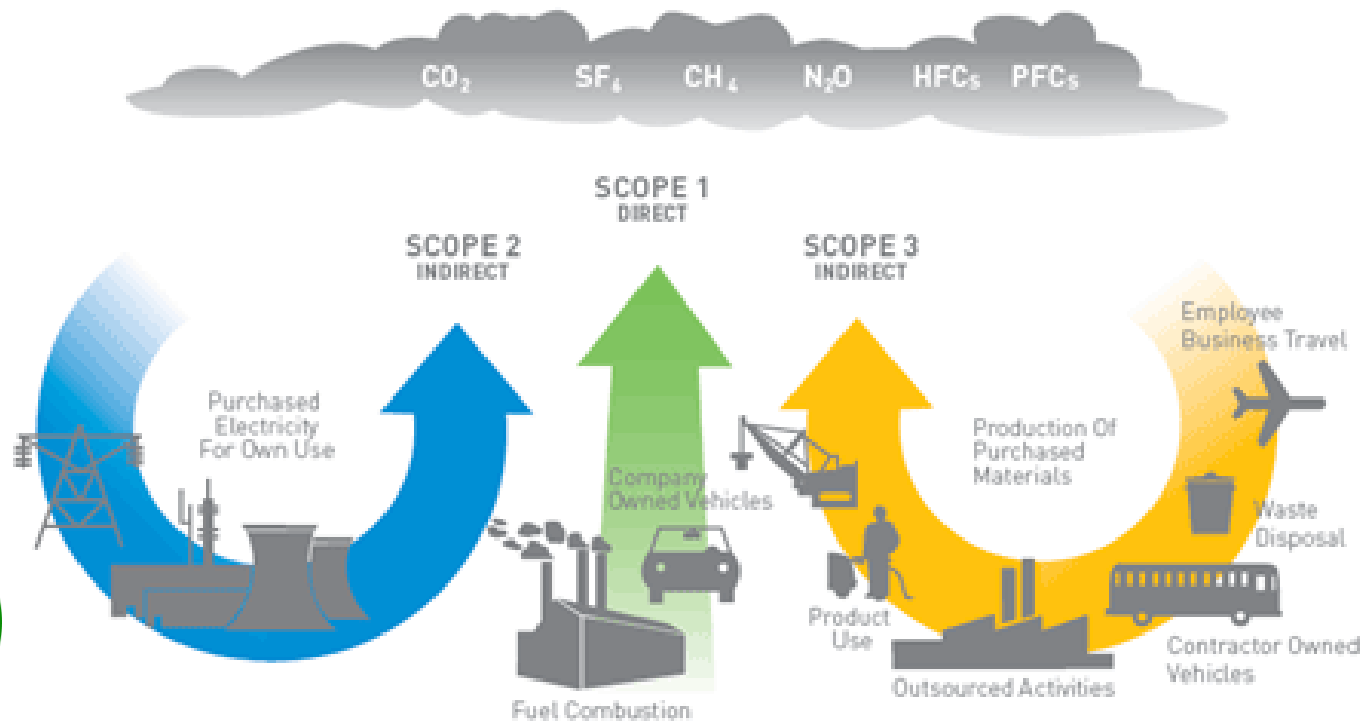 CO₂ SF₆ CH₄ N₂O HFCs PFCs
SCOPE 1
DIRECT
SCOPE 2
INDIRECT
SCOPE 3
INDIRECT
Employee
Business Travel
Purchased
Electricity
For Own Use
Production Of
Purchased
Materials
Company
Owned Vehicles
Waste
Disposal
Product
Use
Contractor Owned
Vehicles
Outsourced Activities
Fuel Combustion